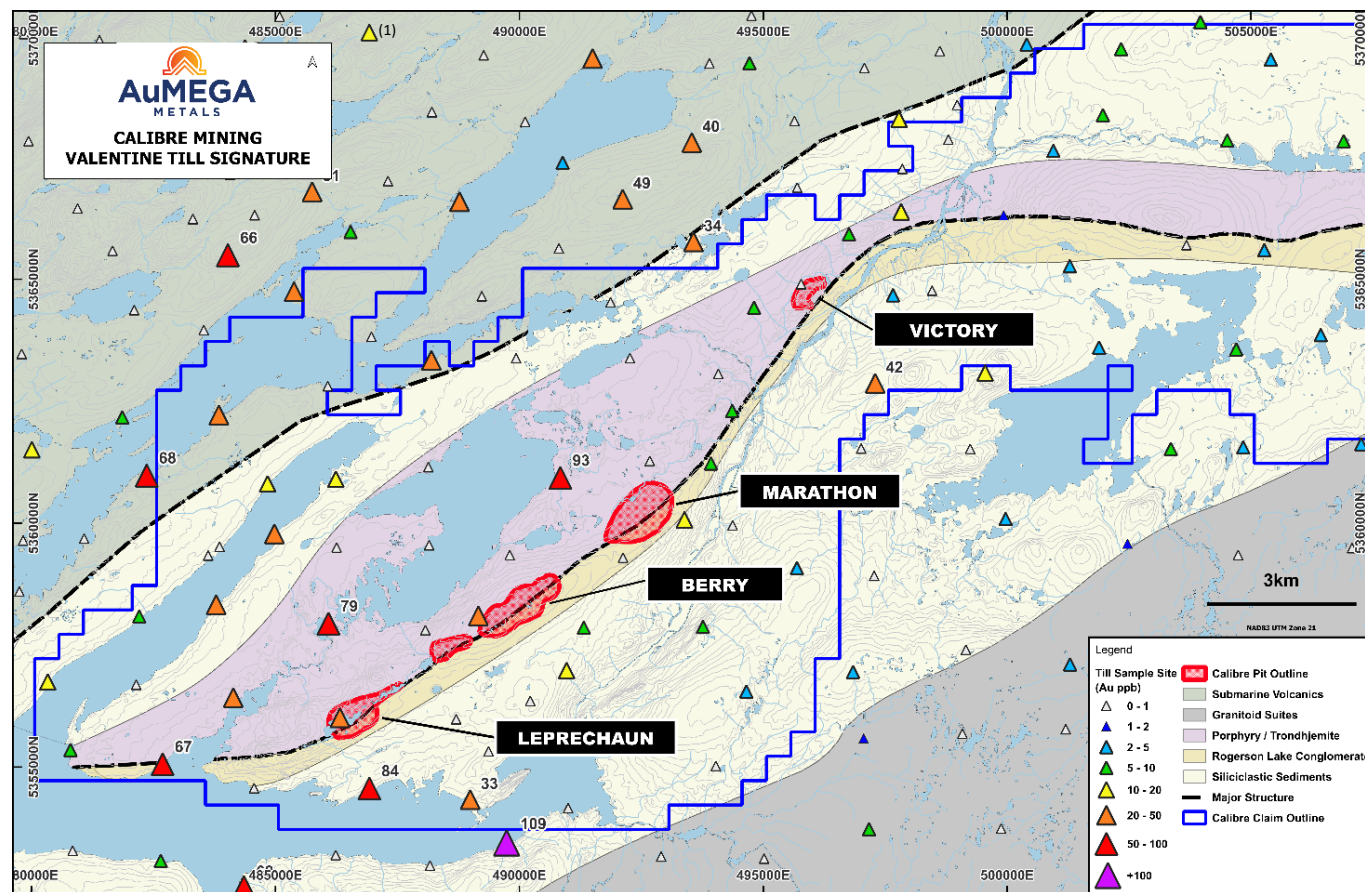 480000E
485000E
490000E
495000E
500000E
505000E
5370000N
5370000N
AuMEGA
METALS
CALIBRE MINING
VALENTINE TILL SIGNATURE
(1)
40
49
66
34
5365000N
5365000N
VICTORY
42
68
93
MARATHON
5360000N
5360000N
BERRY
79
3km
NAD83 UTM Zone 21
LEPRECHAUN
67
84
33
109
5355000N
Legend
Till Sample Site
(Au ppb)
0 - 1
1 - 2
2 - 5
5 - 10
10 - 20
20 - 50
50 - 100
+100
Calibre Pit Outline
Submarine Volcanics
Granitoid Suites
Porphyry / Trondhjemite
Rogerson Lake Conglomerate
Siliciclastic Sediments
Major Structure
Calibre Claim Outline
480000E
485000E
490000E
495000E
500000E